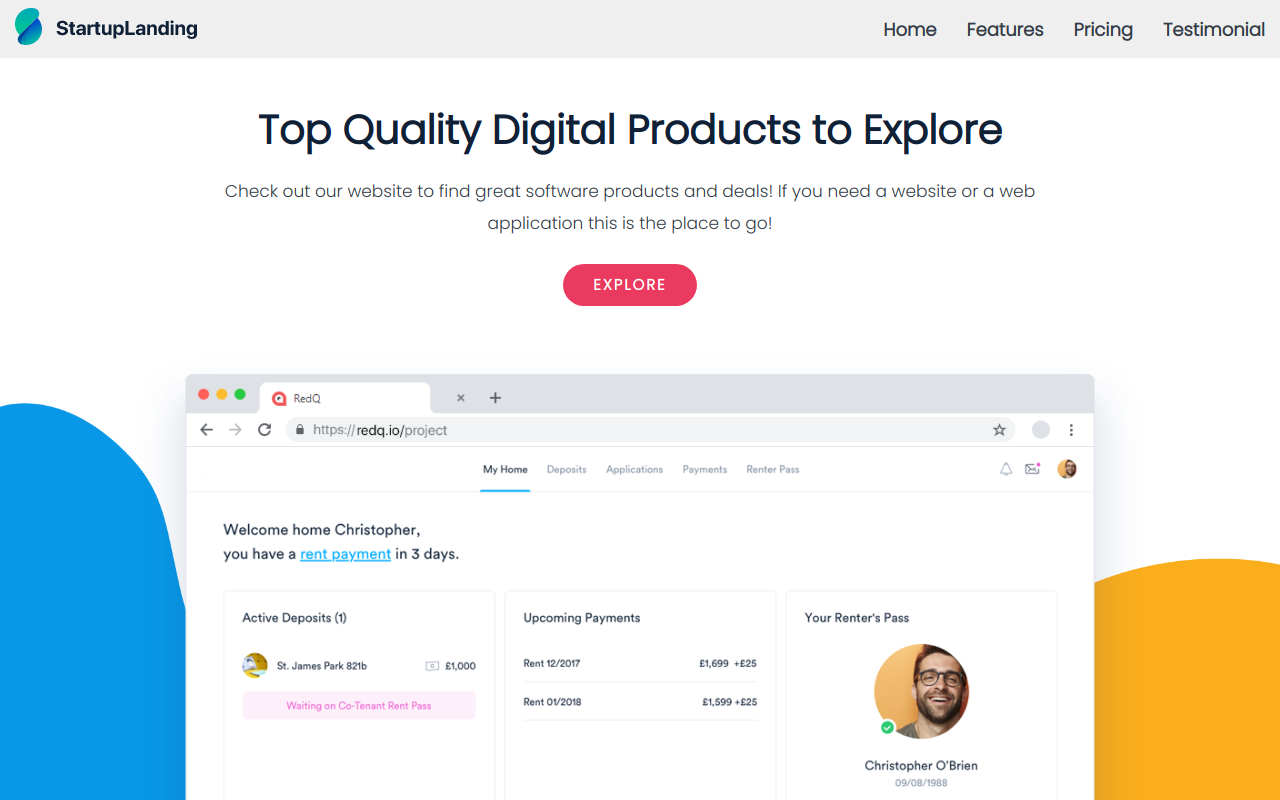 StartupLanding
Home Features Pricing Testimonial
Top Quality Digital Products to Explore
Check out our website to find great software products and deals! If you need a website or a web
application this is the place to go!
EXPLORE
RedQ
https://redq.io/project
My Home Deposits Applications Payments Renter Pass
Welcome home Christopher,
you have a rent payment in 3 days.
Active Deposits (1)
St. James Park 821b £1,000
Waiting on Co-Tenant Rent Pass
Upcoming Payments
Rent 12/2017 £1,699 +£25
Rent 01/2018 £1,599 +£25
Your Renter's Pass
Christopher O'Brien
09/08/1988